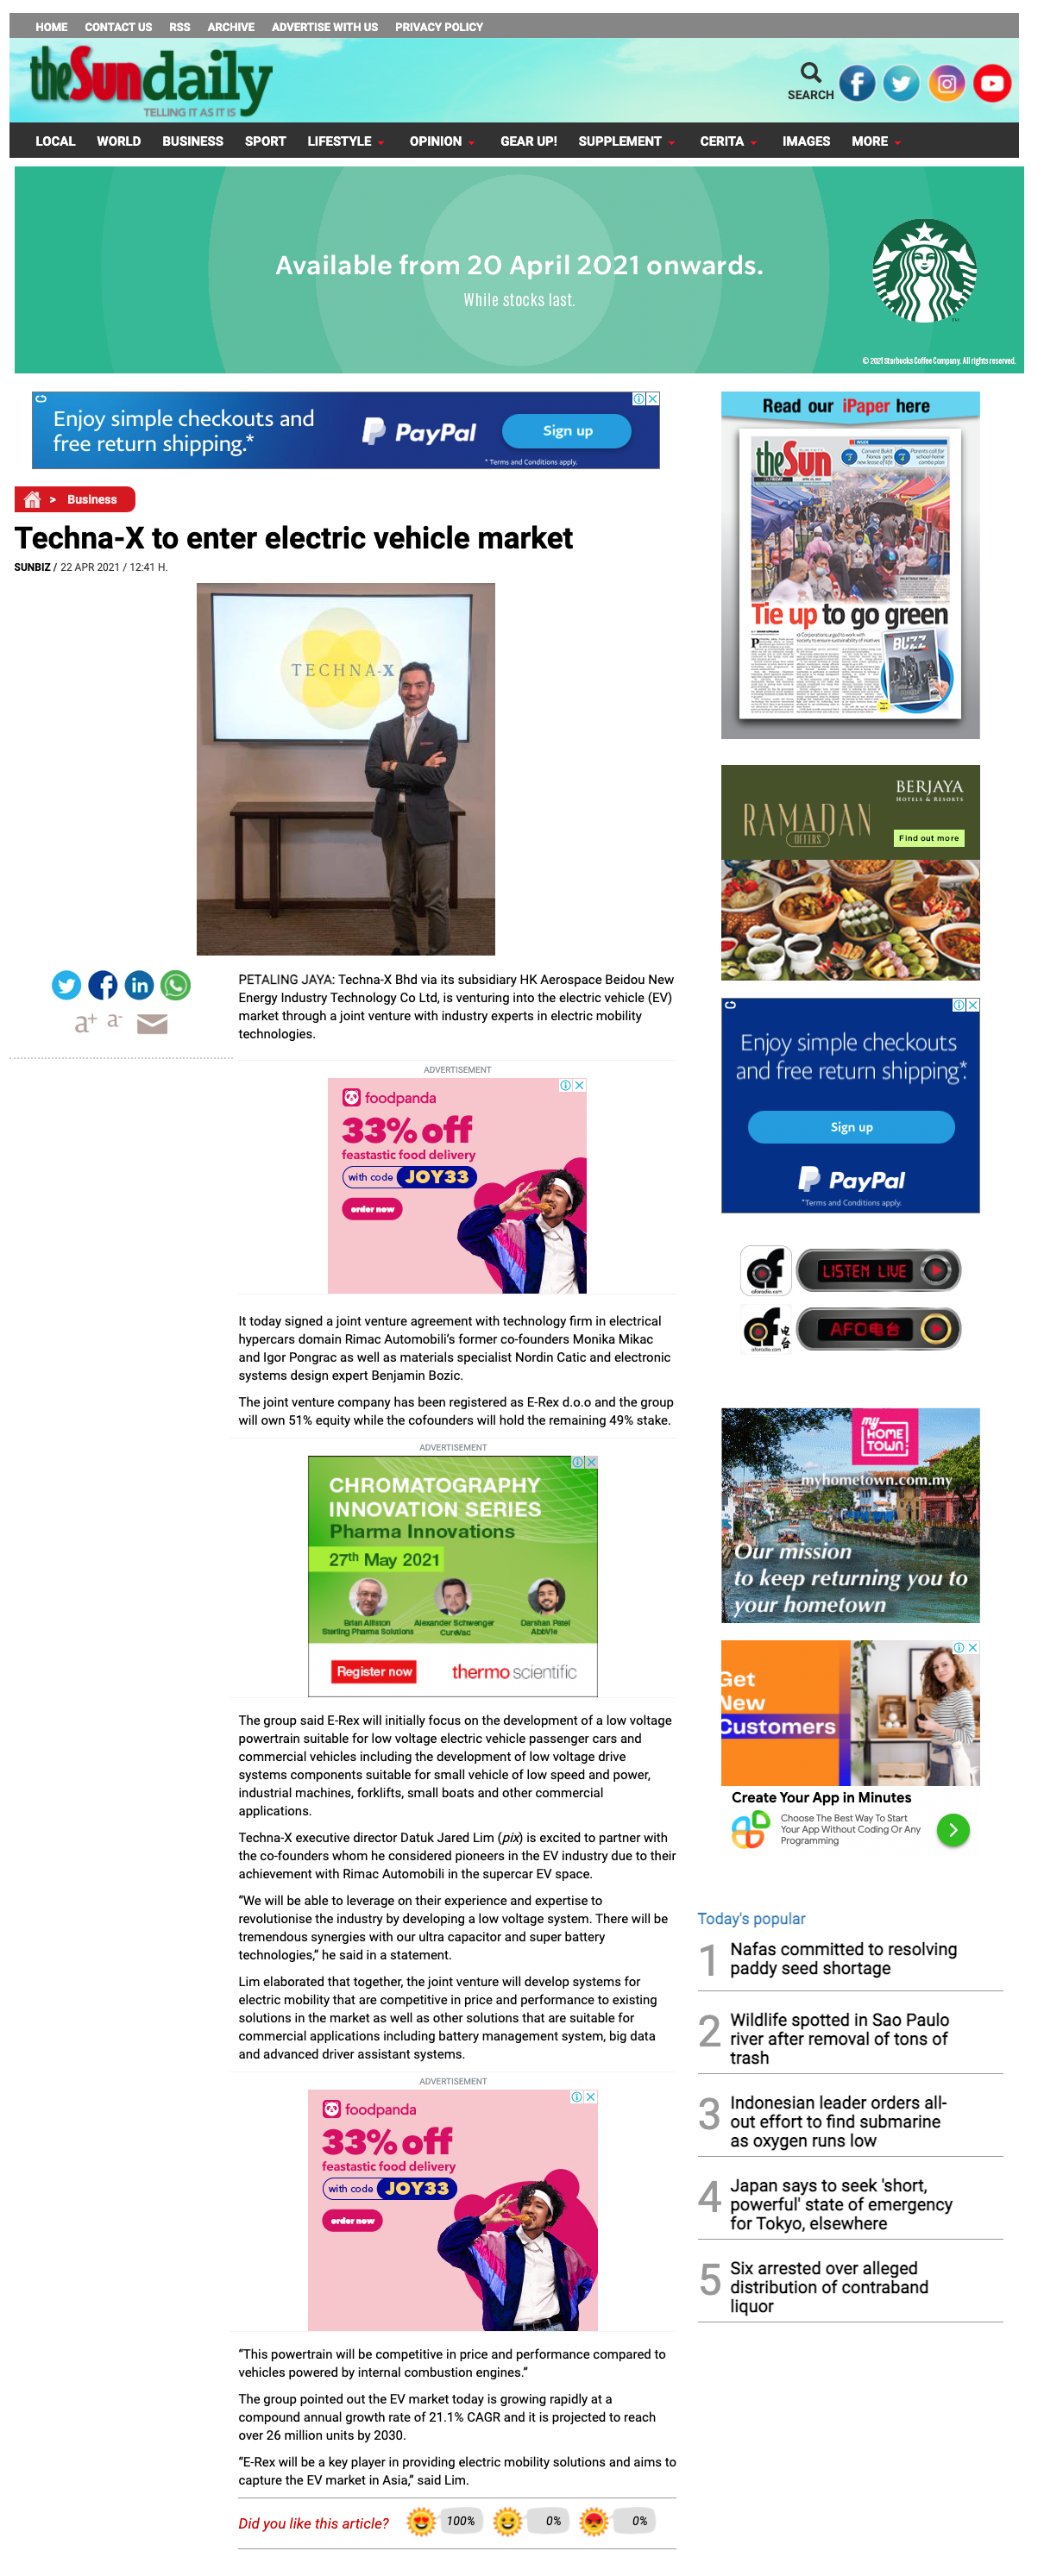 HOME CONTACT US RSS ARCHIVE ADVERTISE WITH US PRIVACY POLICY
theSundaily
TELLING IT AS IT IS
SEARCH
LOCAL WORLD BUSINESS SPORT LIFESTYLE OPINION GEAR UP! SUPPLEMENT CERITA IMAGES MORE
Available from 20 April 2021 onwards.
While stocks last.
© 2021 Starbucks Coffee Company. All rights reserved.
Enjoy simple checkouts and
free return shipping.*
PayPal
Sign up
* Terms and Conditions apply.
> Business
Techna-X to enter electric vehicle market
SUNBIZ / 22 APR 2021 / 12:41 H.
TECHNA-X
PETALING JAYA: Techna-X Bhd via its subsidiary HK Aerospace Beidou New
Energy Industry Technology Co Ltd, is venturing into the electric vehicle (EV)
market through a joint venture with industry experts in electric mobility
technologies.
a+ a-
ADVERTISEMENT
foodpanda
33% off
feastastic food delivery
with code JOY33
order now
It today signed a joint venture agreement with technology firm in electrical
hypercars domain Rimac Automobili’s former co-founders Monika Mikac
and Igor Pongrac as well as materials specialist Nordin Catic and electronic
systems design expert Benjamin Bozic.
The joint venture company has been registered as E-Rex d.o.o and the group
will own 51% equity while the cofounders will hold the remaining 49% stake.
ADVERTISEMENT
CHROMATOGRAPHY
INNOVATION SERIES
Pharma Innovations
27th May 2021
Brian Alliston
Sterling Pharma Solutions
Alexander Schwenger
CureVac
Darshan Patel
AbbVie
Register now
thermo scientific
The group said E-Rex will initially focus on the development of a low voltage
powertrain suitable for low voltage electric vehicle passenger cars and
commercial vehicles including the development of low voltage drive
systems components suitable for small vehicle of low speed and power,
industrial machines, forklifts, small boats and other commercial
applications.
Techna-X executive director Datuk Jared Lim (pix) is excited to partner with
the co-founders whom he considered pioneers in the EV industry due to their
achievement with Rimac Automobili in the supercar EV space.
“We will be able to leverage on their experience and expertise to
revolutionise the industry by developing a low voltage system. There will be
tremendous synergies with our ultra capacitor and super battery
technologies,” he said in a statement.
Lim elaborated that together, the joint venture will develop systems for
electric mobility that are competitive in price and performance to existing
solutions in the market as well as other solutions that are suitable for
commercial applications including battery management system, big data
and advanced driver assistant systems.
ADVERTISEMENT
foodpanda
33% off
feastastic food delivery
with code JOY33
order now
“This powertrain will be competitive in price and performance compared to
vehicles powered by internal combustion engines.”
The group pointed out the EV market today is growing rapidly at a
compound annual growth rate of 21.1% CAGR and it is projected to reach
over 26 million units by 2030.
“E-Rex will be a key player in providing electric mobility solutions and aims to
capture the EV market in Asia,” said Lim.
Did you like this article? 100% 0% 0%
Read our iPaper here
theSun
Tie up to go green
BUZZ
BERJAYA
HOTELS & RESORTS
RAMADAN
OFFERS
Find out more
Enjoy simple checkouts
and free return shipping.*
Sign up
PayPal
*Terms and Conditions apply.
LISTEN LIVE
AFO电台
电台
my
HOME
TOWN
myhometown.com.my
Our mission
to keep returning you to
your hometown
Get
New
Customers
Create Your App in Minutes
Choose The Best Way To Start
Your App Without Coding Or Any
Programming
Today's popular
1 Nafas committed to resolving
paddy seed shortage
2 Wildlife spotted in Sao Paulo
river after removal of tons of
trash
3 Indonesian leader orders all-
out effort to find submarine
as oxygen runs low
4 Japan says to seek 'short,
powerful' state of emergency
for Tokyo, elsewhere
5 Six arrested over alleged
distribution of contraband
liquor